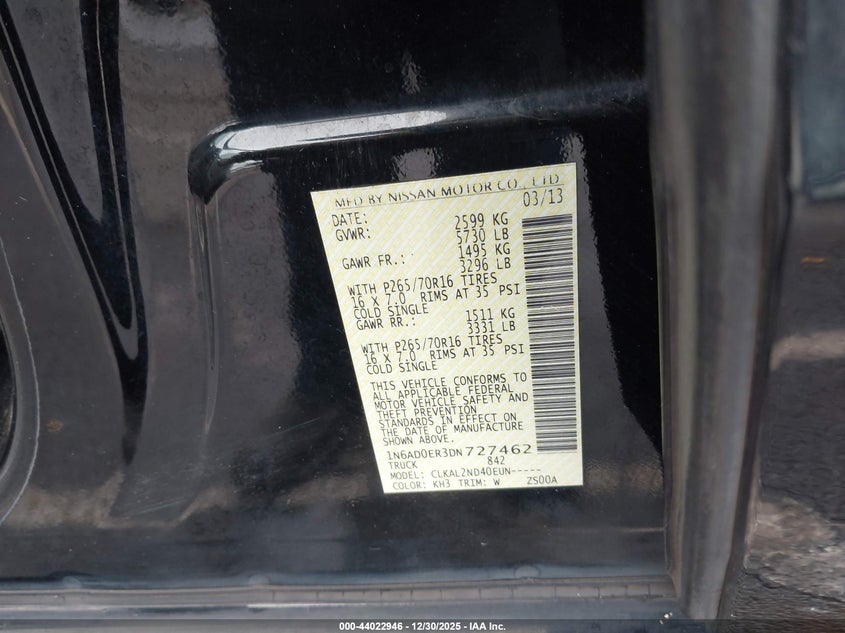 MFD BY NISSAN MOTOR CO., LTD.
DATE: 03/13
GVWR: 2599 KG
5730 LB
GAWR FR.: 1495 KG
3296 LB
WITH P265/70R16 TIRES
16 X 7.0 RIMS AT 35 PSI
COLD SINGLE
GAWR RR.: 1511 KG
3331 LB
WITH P265/70R16 TIRES
16 X 7.0 RIMS AT 35 PSI
COLD SINGLE
THIS VEHICLE CONFORMS TO
ALL APPLICABLE FEDERAL
MOTOR VEHICLE SAFETY AND
THEFT PREVENTION
STANDARDS IN EFFECT ON
THE DATE OF MANUFACTURE
SHOWN ABOVE.
1N6AD0ER3DN727462
TRUCK 842
MODEL: CLKAL2ND40EUN-----
COLOR: KH3 TRIM: W ZS00A
000-44022946 - 12/30/2025 - IAA Inc.